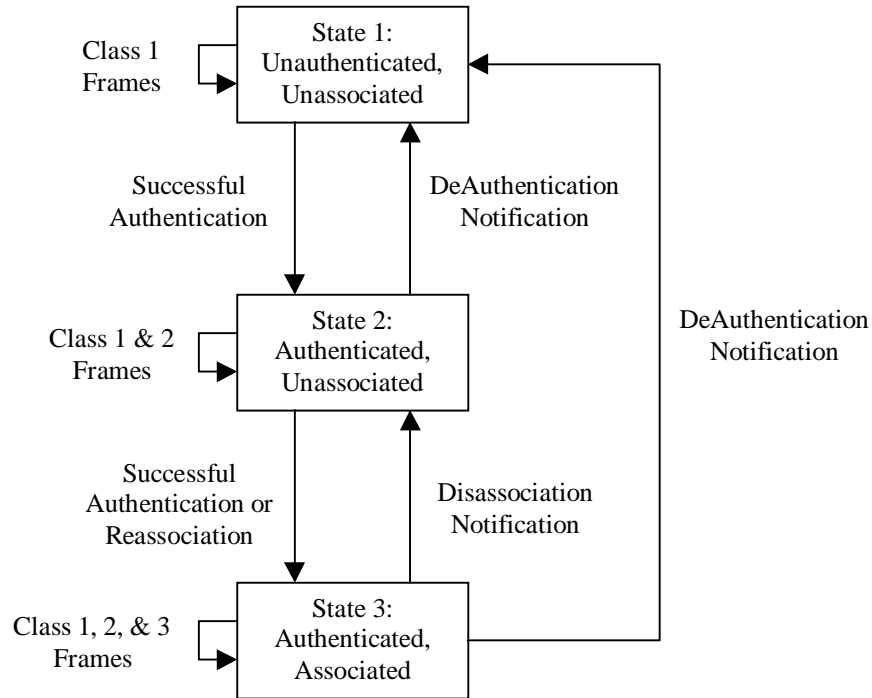 State 1:
Unauthenticated,
Unassociated
Class 1
Frames
Successful
Authentication
DeAuthentication
Notification
DeAuthentication
Notification
State 2:
Authenticated,
Unassociated
Class 1 & 2
Frames
Successful
Authentication or
Reassociation
Disassociation
Notification
State 3:
Authenticated,
Associated
Class 1, 2, & 3
Frames